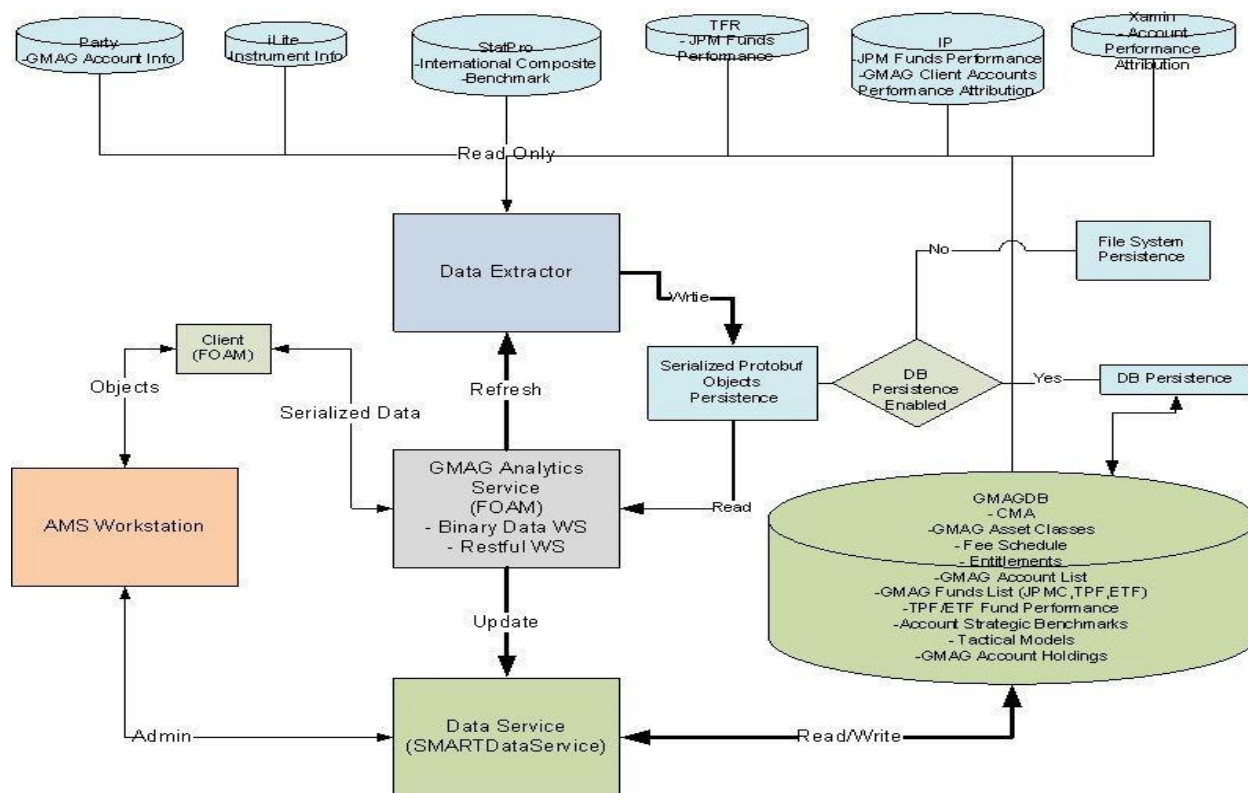 Party
-GMAG Account Info
iLite
-Instrument Info
StatPro
-International Composite
-Benchmark
TFR
- JPM Funds
Performance
IP
-JPM Funds Performance
-GMAG Client Accounts
Performance Attribution
Xamin
- Account
Performance
Attribution
Read Only
Data Extractor
Wrtie
No
File System
Persistence
Client
(FOAM)
Objects
Refresh
Serialized Data
Serialized Protobuf
Objects
Persistence
DB
Persistence
Enabled
Yes
DB Persistence
GMAG Analytics
Service
(FOAM)
- Binary Data WS
- Restful WS
Read
AMS Workstation
GMAGDB
- CMA
-GMAG Asset Classes
- Fee Schedule
- Entitlements
-GMAG Account List
-GMAG Funds List (JPMC,TPF,ETF)
-TPF/ETF Fund Performance
-Account Strategic Benchmarks
-Tactical Models
-GMAG Account Holdings
Update
Admin
Data Service
(SMARTDataService)
Read/Write